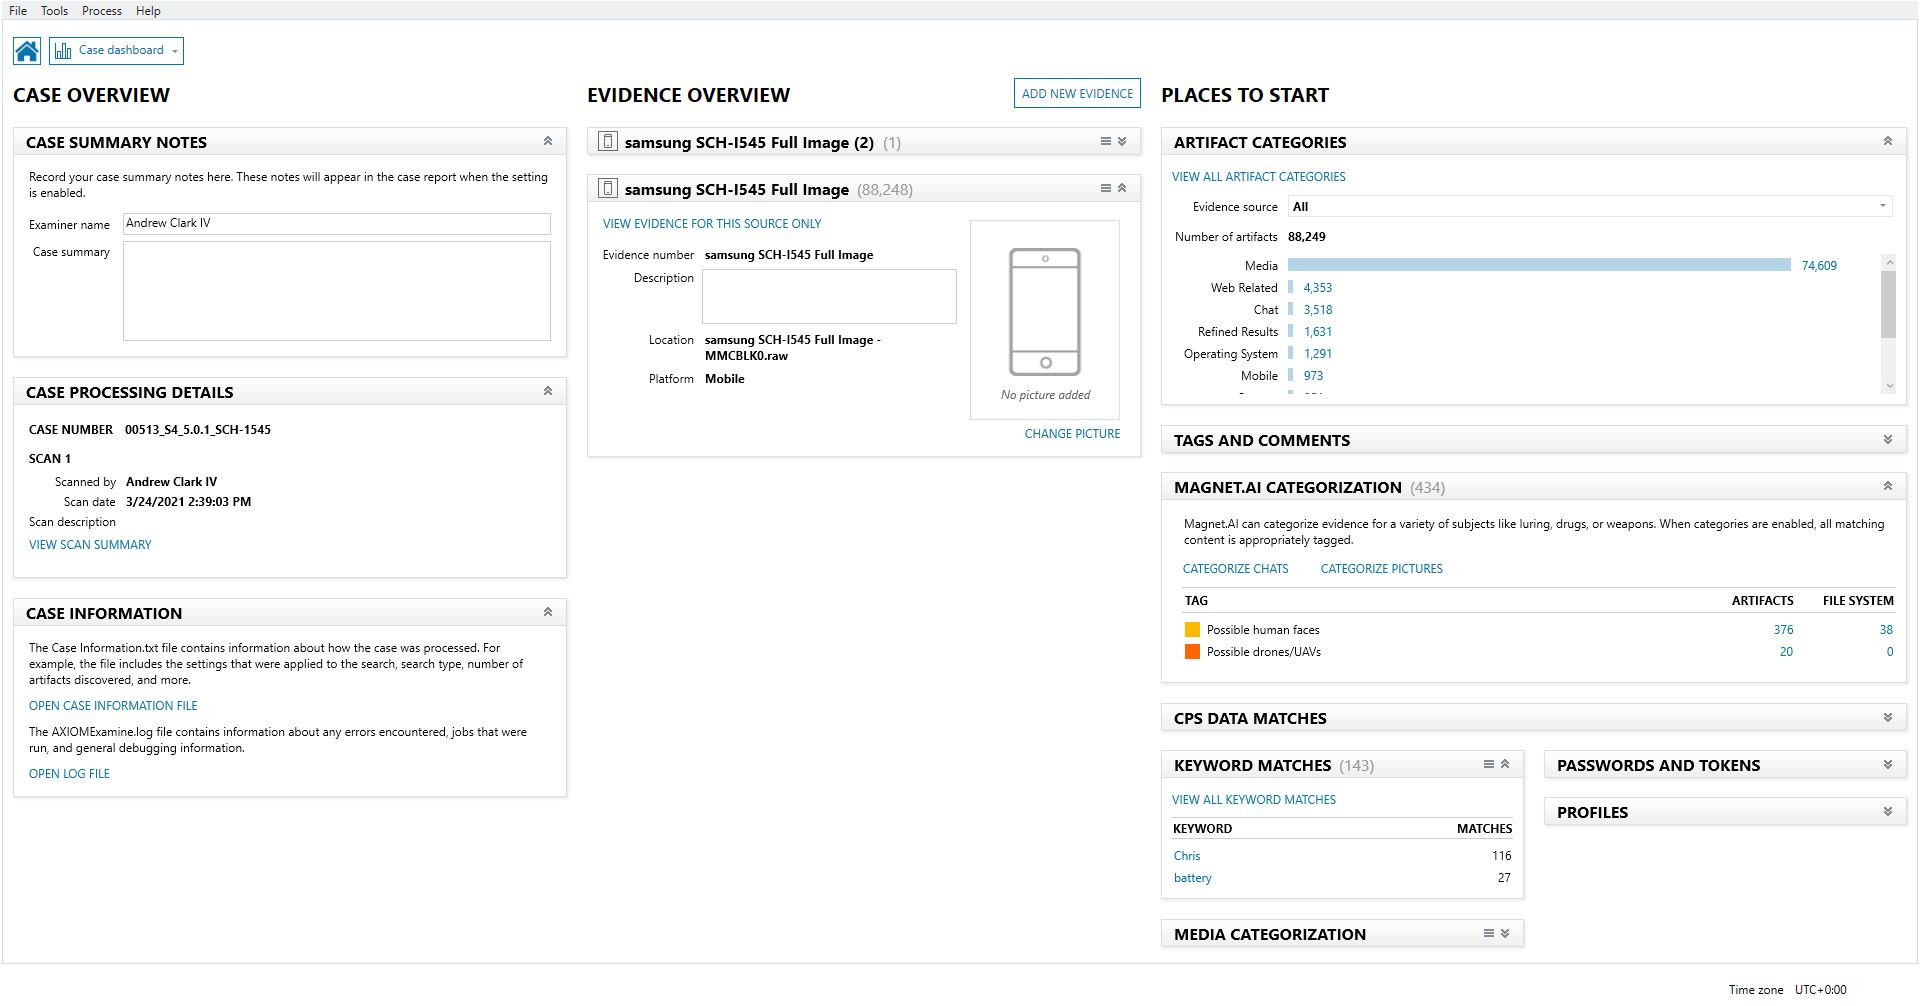 File Tools Process Help
Case dashboard
CASE OVERVIEW
CASE SUMMARY NOTES
Record your case summary notes here. These notes will appear in the case report when the setting
is enabled.
Examiner name Andrew Clark IV
Case summary
CASE PROCESSING DETAILS
CASE NUMBER 00513_S4_5.0.1_SCH-1545
SCAN 1
Scanned by Andrew Clark IV
Scan date 3/24/2021 2:39:03 PM
Scan description
VIEW SCAN SUMMARY
CASE INFORMATION
The Case Information.txt file contains information about how the case was processed. For
example, the file includes the settings that were applied to the search, search type, number of
artifacts discovered, and more.
OPEN CASE INFORMATION FILE
The AXIOMExamine.log file contains information about any errors encountered, jobs that were
run, and general debugging information.
OPEN LOG FILE
EVIDENCE OVERVIEW
ADD NEW EVIDENCE
samsung SCH-I545 Full Image (2) (1)
samsung SCH-I545 Full Image (88,248)
VIEW EVIDENCE FOR THIS SOURCE ONLY
Evidence number samsung SCH-I545 Full Image
Description
Location samsung SCH-I545 Full Image -
MMCBLK0.raw
Platform Mobile
No picture added
CHANGE PICTURE
PLACES TO START
ARTIFACT CATEGORIES
VIEW ALL ARTIFACT CATEGORIES
Evidence source All
Number of artifacts 88,249
Media 74,609
Web Related 4,353
Chat 3,518
Refined Results 1,631
Operating System 1,291
Mobile 973
TAGS AND COMMENTS
MAGNET.AI CATEGORIZATION (434)
Magnet.AI can categorize evidence for a variety of subjects like luring, drugs, or weapons. When categories are enabled, all matching
content is appropriately tagged.
CATEGORIZE CHATS CATEGORIZE PICTURES
TAG ARTIFACTS FILE SYSTEM
Possible human faces 376 38
Possible drones/UAVs 20 0
CPS DATA MATCHES
KEYWORD MATCHES (143)
VIEW ALL KEYWORD MATCHES
KEYWORD MATCHES
Chris 116
battery 27
MEDIA CATEGORIZATION
PASSWORDS AND TOKENS
PROFILES
Time zone UTC+0:00